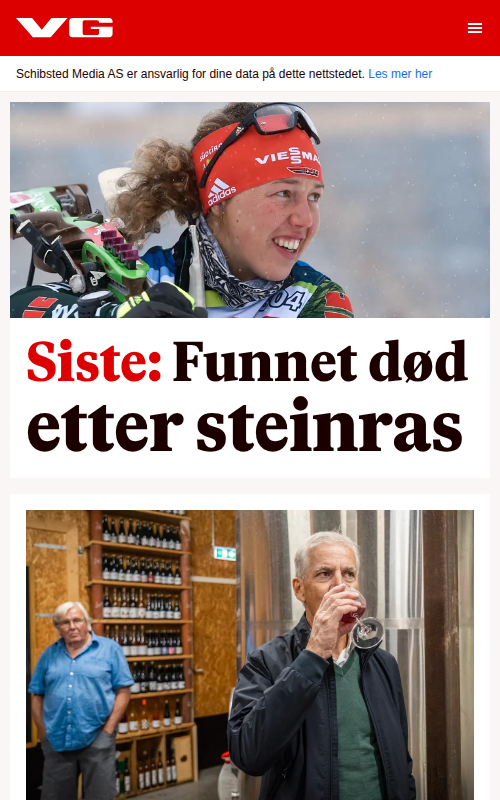 VG
Schibsted Media AS er ansvarlig for dine data på dette nettstedet. Les mer her
VIESSMANN
adidas
04
Siste: Funnet død
etter steinras